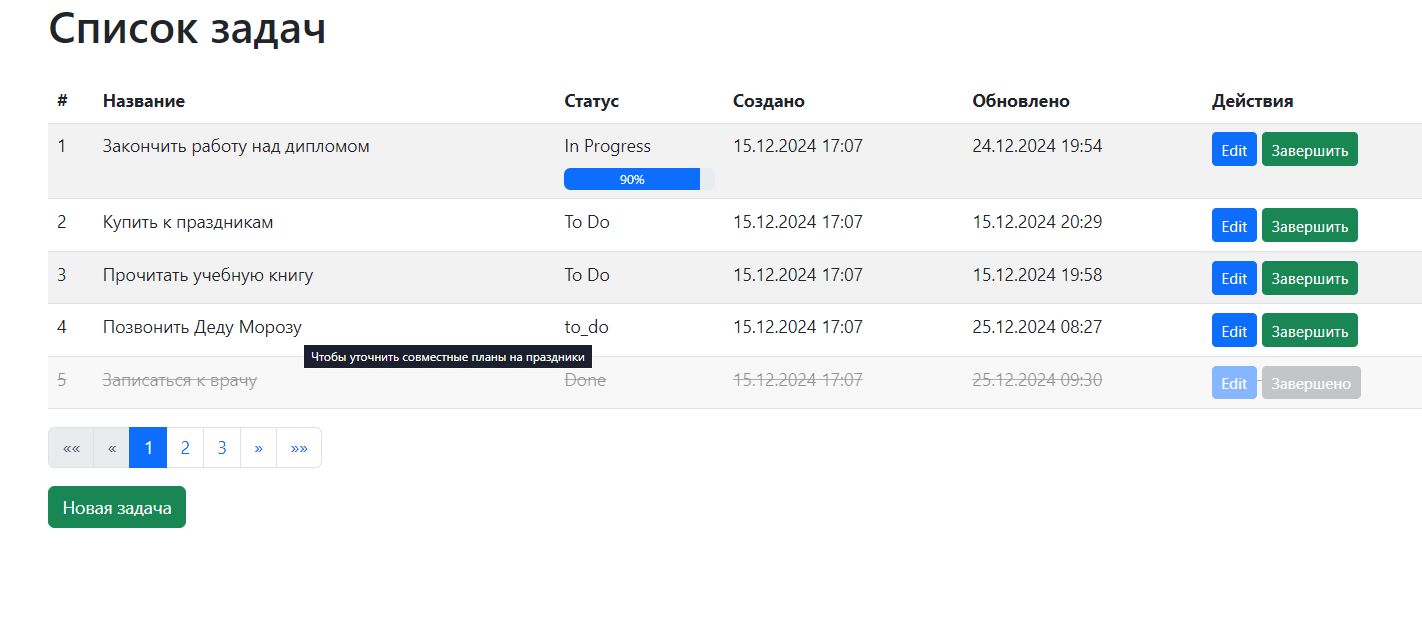 Список задач
# Название Статус Создано Обновлено Действия
1 Закончить работу над дипломом In Progress 15.12.2024 17:07 24.12.2024 19:54 Edit Завершить
90%
2 Купить к праздникам To Do 15.12.2024 17:07 15.12.2024 20:29 Edit Завершить
3 Прочитать учебную книгу To Do 15.12.2024 17:07 15.12.2024 19:58 Edit Завершить
4 Позвонить Деду Морозу to_do 15.12.2024 17:07 25.12.2024 08:27 Edit Завершить
Чтобы уточнить совместные планы на праздники
5 Записаться к врачу Done 15.12.2024 17:07 25.12.2024 09:30 Edit Завершено
«« « 1 2 3 » »»
Новая задача